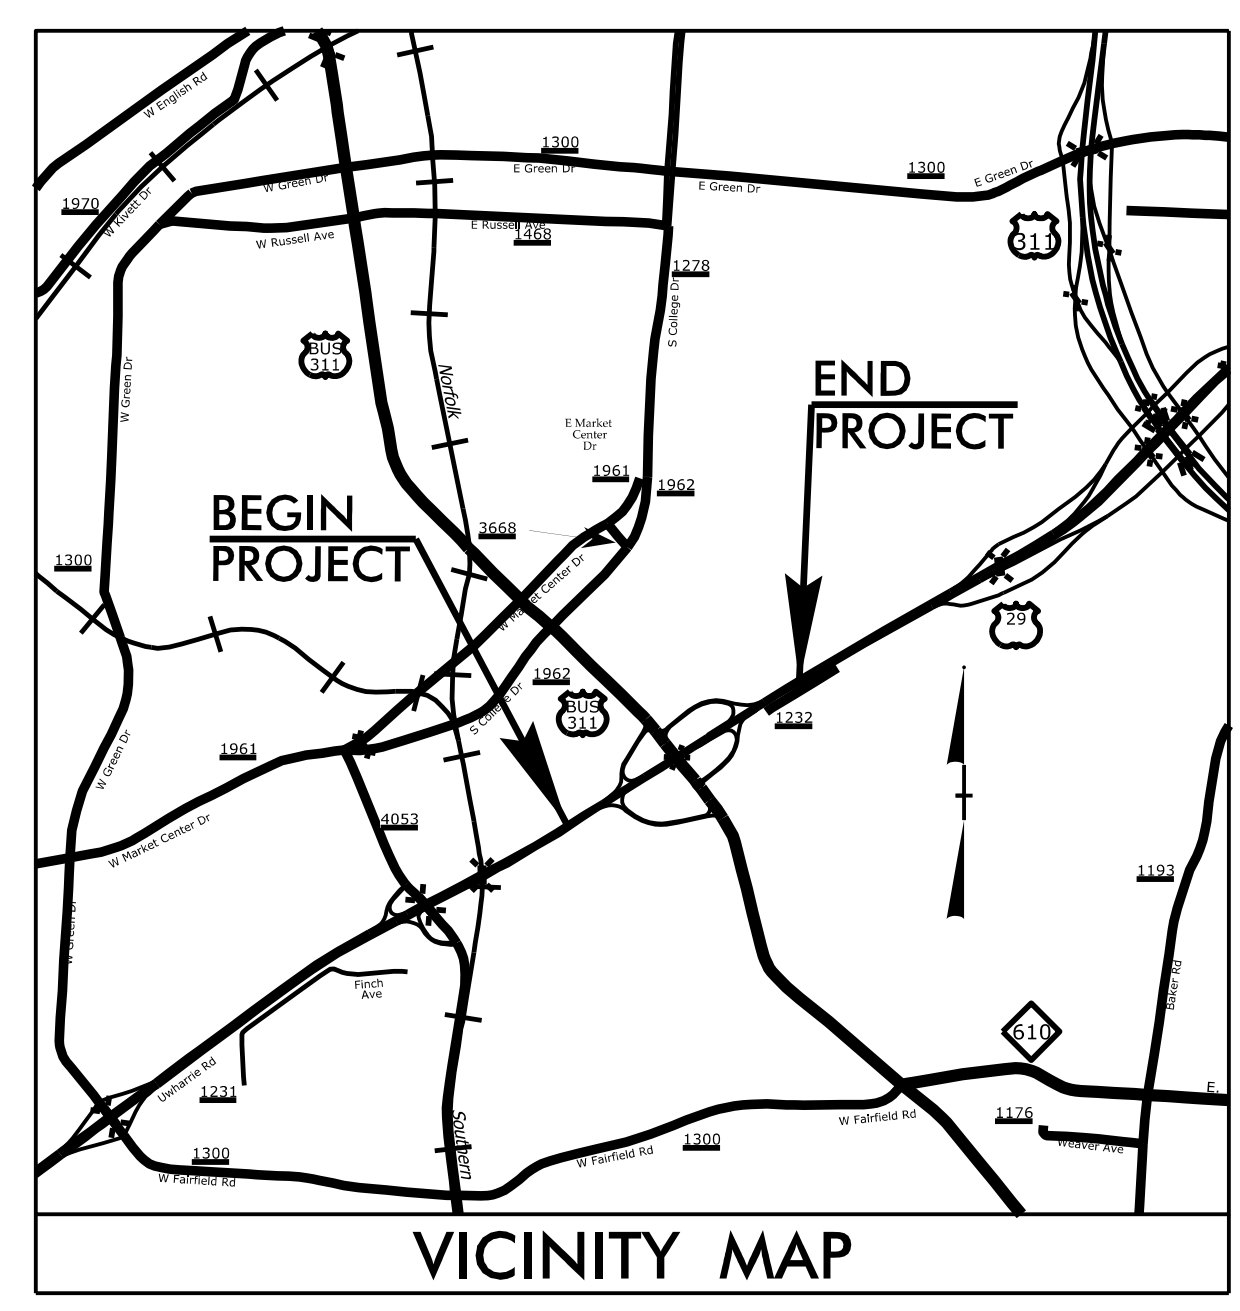 W English Rd
1300
E Green Dr
1300
E Green Dr
W Green Dr
E Green Dr
1970
W Kivett Dr
E Russell Ave
1468
W Russell Ave
311
1278
S College Dr
BUS
311
W Green Dr
Norfolk
END
PROJECT
E Market
Center
Dr
1961
1962
BEGIN
PROJECT
3668
1300
W Market Center Dr
29
1962
S College Dr
BUS
311
1232
1961
W Green Dr
4053
W Market Center Dr
1193
W Green Dr
Finch
Ave
Baker Rd
610
Uwharrie Rd
1231
E.
W Fairfield Rd
1176
Southern
Weaver Ave
1300
1300
W Fairfield Rd
W Fairfield Rd
VICINITY MAP